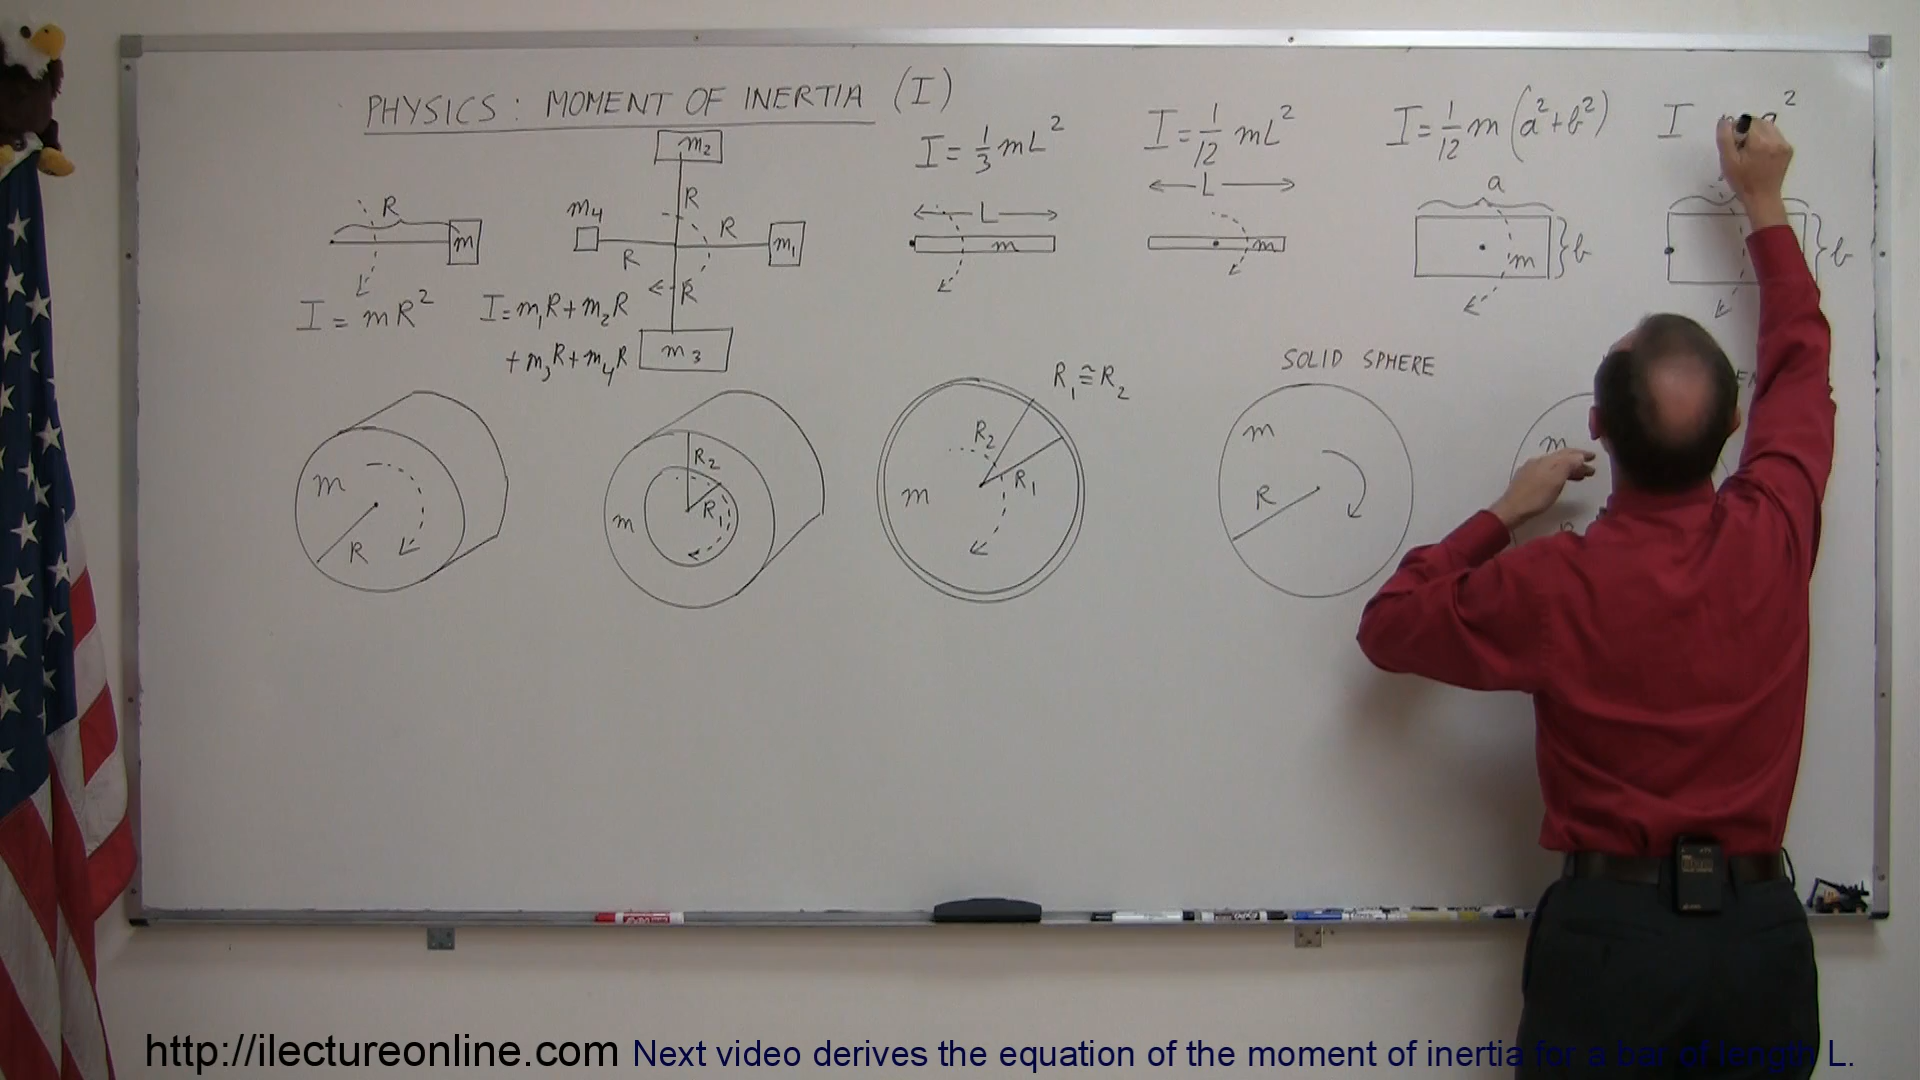 PHYSICS: MOMENT OF INERTIA (I)
R
m
I = mR²
m₂
R
m₄
R
R
m₁
R
m₃
I = m₁R + m₂R
+ m₃R + m₄R
I = 1/3 mL²
L
m
I = 1/12 mL²
L
m
I = 1/12 m (a² + b²)
a
b
m
I
2
b
m
R
R₂
R₁
m
R₁ ≅ R₂
R₂
R₁
m
SOLID SPHERE
m
R
m
http://ilectureonline.com Next video derives the equation of the moment of inertia for a bar of length L.